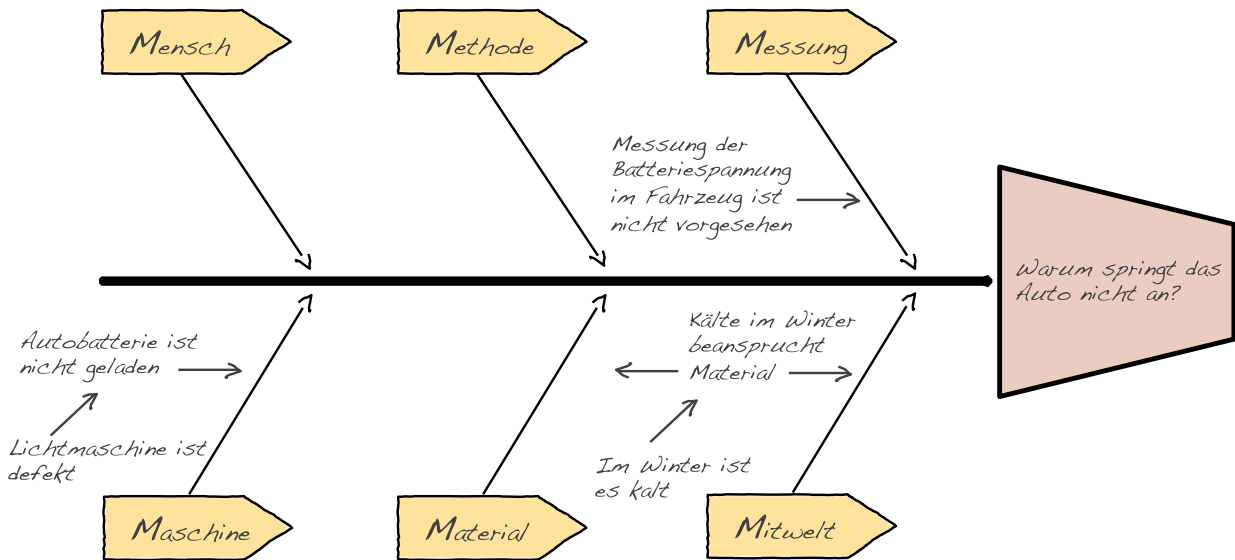 Mensch
Methode
Messung
Messung der
Batteriespannung
im Fahrzeug ist
nicht vorgesehen
Warum springt das
Auto nicht an?
Autobatterie ist
nicht geladen
Lichtmaschine ist
defekt
Kälte im Winter
beansprucht
Material
Im Winter ist
es kalt
Maschine
Material
Mitwelt